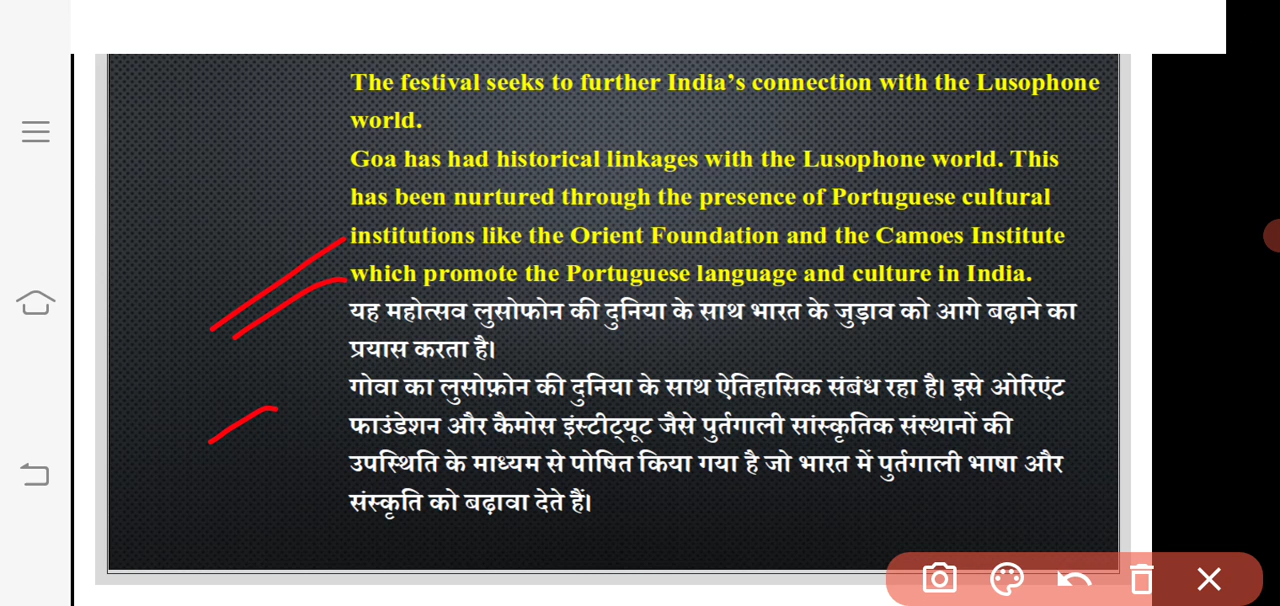 The festival seeks to further India's connection with the Lusophone
world.
Goa has had historical linkages with the Lusophone world. This
has been nurtured through the presence of Portuguese cultural
institutions like the Orient Foundation and the Camoes Institute
which promote the Portuguese language and culture in India.
यह महोत्सव लुसोफोन की दुनिया के साथ भारत के जुड़ाव को आगे बढ़ाने का
प्रयास करता है।
गोवा का लुसोफ़ोन की दुनिया के साथ ऐतिहासिक संबंध रहा है। इसे ओरिएंट
फाउंडेशन और कैमोस इंस्टीट्यूट जैसे पुर्तगाली सांस्कृतिक संस्थानों की
उपस्थिति के माध्यम से पोषित किया गया है जो भारत में पुर्तगाली भाषा और
संस्कृति को बढ़ावा देते हैं।